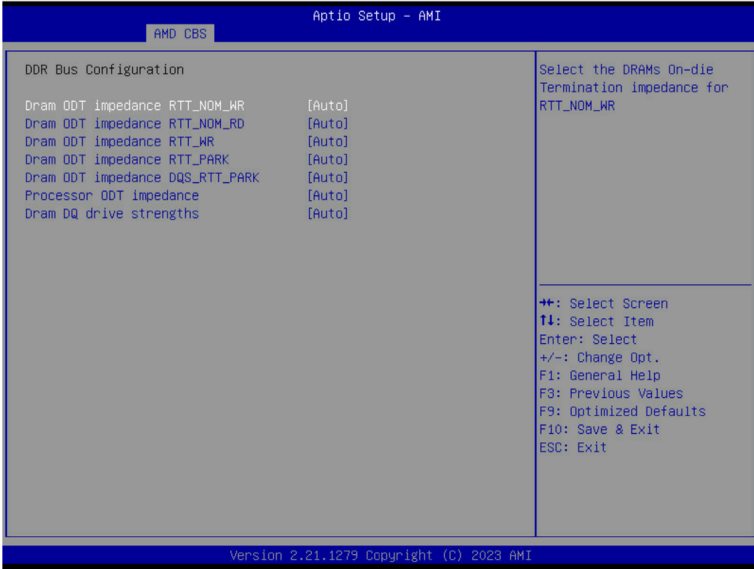 Aptio Setup – AMI
AMD CBS
DDR Bus Configuration
Dram ODT impedance RTT_NOM_WR [Auto]
Dram ODT impedance RTT_NOM_RD [Auto]
Dram ODT impedance RTT_WR [Auto]
Dram ODT impedance RTT_PARK [Auto]
Dram ODT impedance DQS_RTT_PARK [Auto]
Processor ODT impedance [Auto]
Dram DQ drive strengths [Auto]
Select the DRAMs On-die
Termination impedance for
RTT_NOM_WR
→←: Select Screen
↑↓: Select Item
Enter: Select
+/-: Change Opt.
F1: General Help
F3: Previous Values
F9: Optimized Defaults
F10: Save & Exit
ESC: Exit
Version 2.21.1279 Copyright (C) 2023 AMI